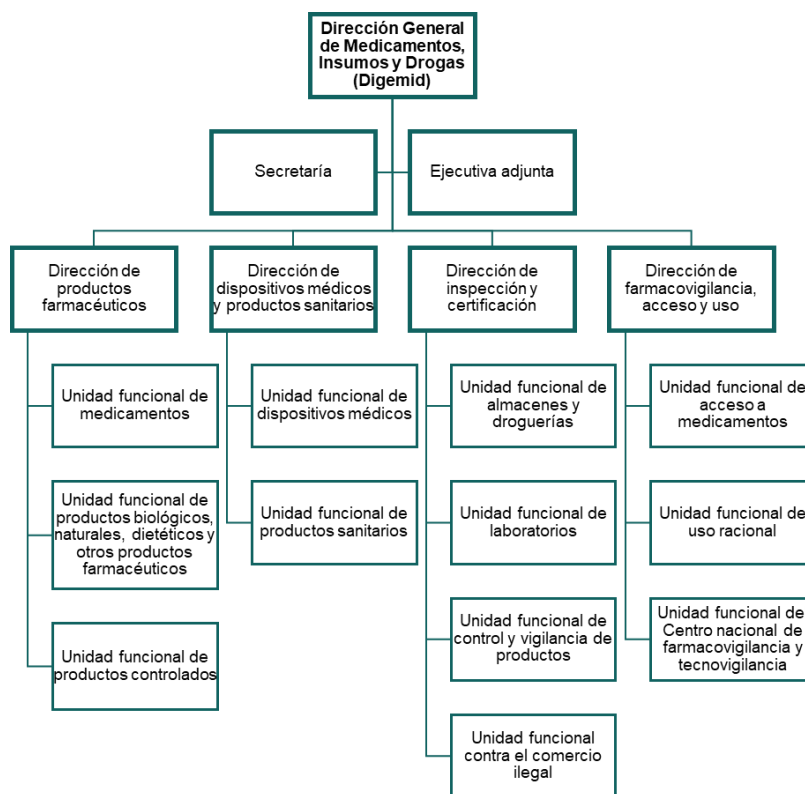 Dirección General
de Medicamentos,
Insumos y Drogas
(Digemid)
Secretaría
Ejecutiva adjunta
Dirección de
productos
farmacéuticos
Dirección de
dispositivos médicos
y productos sanitarios
Dirección de
inspección y
certificación
Dirección de
farmacovigilancia,
acceso y uso
Unidad funcional de
medicamentos
Unidad funcional de
productos biológicos,
naturales, dietéticos y
otros productos
farmacéuticos
Unidad funcional de
productos controlados
Unidad funcional de
dispositivos médicos
Unidad funcional de
productos sanitarios
Unidad funcional de
almacenes y
droguerías
Unidad funcional de
laboratorios
Unidad funcional de
control y vigilancia de
productos
Unidad funcional
contra el comercio
ilegal
Unidad funcional de
acceso a
medicamentos
Unidad funcional de
uso racional
Unidad funcional del
Centro nacional de
farmacovigilancia y
tecnovigilancia